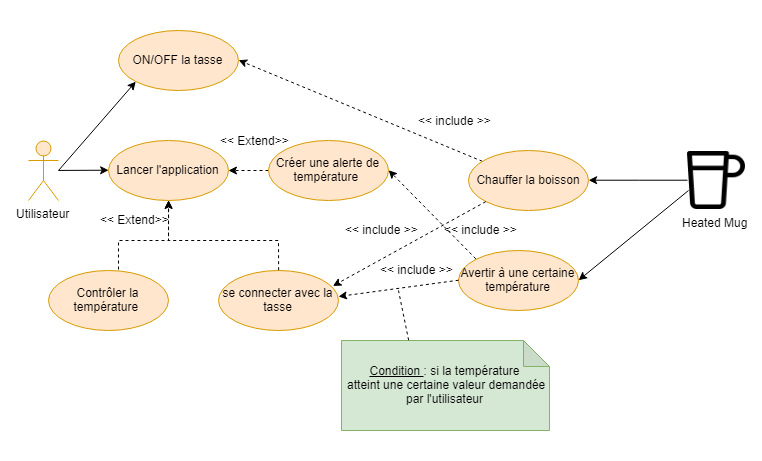 ON/OFF la tasse
<< include >>
<< Extend>>
Lancer l'application
Créer une alerte de
température
Chauffer la boisson
Utilisateur
<< Extend>>
Heated Mug
<< include >>
<< include >>
<< include >>
Avertir à une certaine
température
Contrôler la
température
se connecter avec la
tasse
Condition : si la température
atteint une certaine valeur demandée
par l'utilisateur